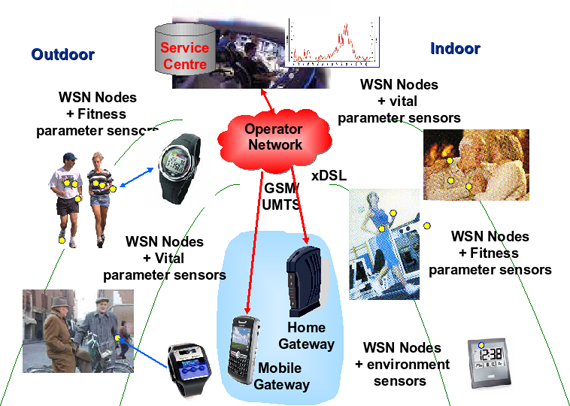 Outdoor
Service
Centre
Indoor
WSN Nodes
+ Fitness
parameter sensors
WSN Nodes
+ vital
parameter sensors
Operator
Network
xDSL
GSM/
UMTS
WSN Nodes
+ Vital
parameter sensors
WSN Nodes
+ Fitness
parameter sensors
Home
Gateway
Mobile
Gateway
WSN Nodes
+ environment
sensors
12:38